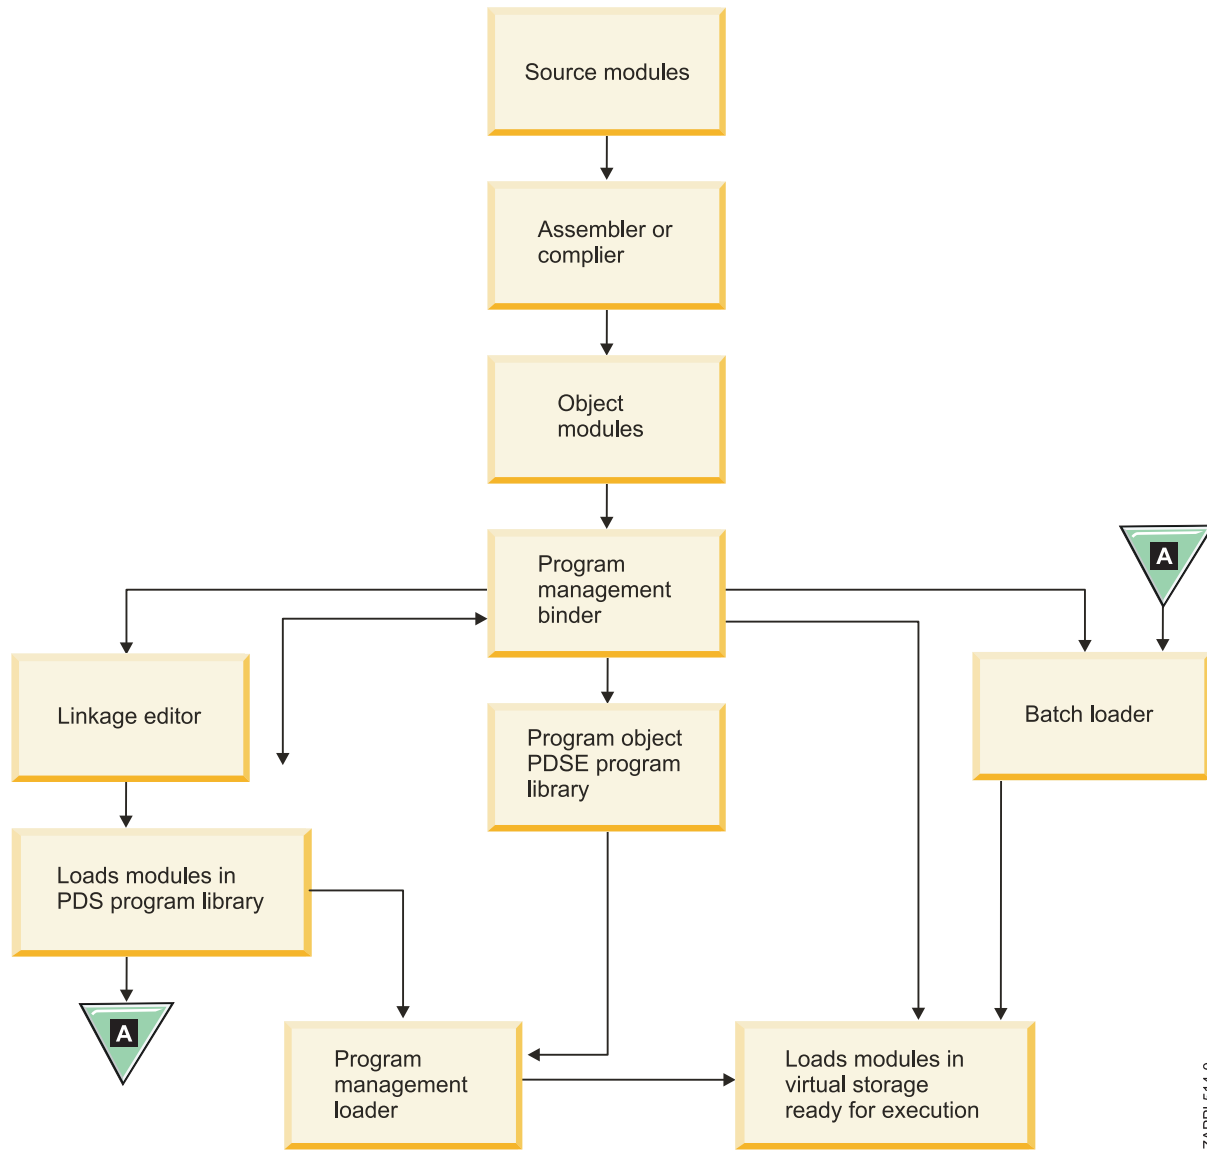 Source modules
Assembler or
complier
Object
modules
Program
management
binder
A
Linkage editor
Program object
PDSE program
library
Batch loader
Loads modules in
PDS program library
A
Program
management
loader
Loads modules in
virtual storage
ready for execution